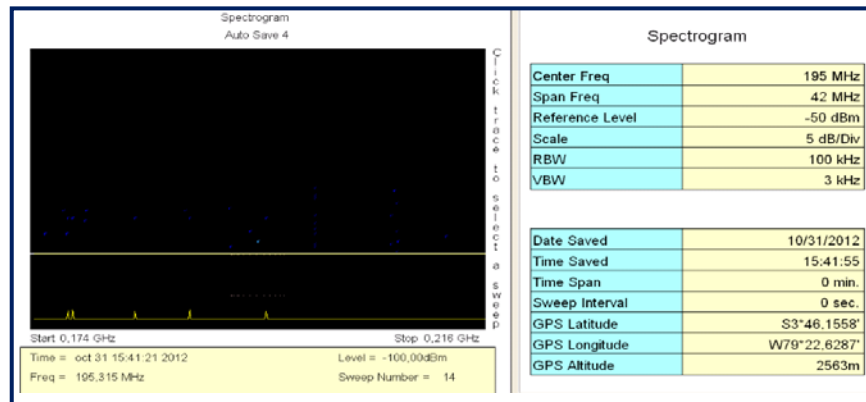 Spectrogram
Auto Save 4
Click trace to select a sweep
Start 0,174 GHz Stop 0,216 GHz
Time = oct 31 15:41:21 2012 Level = -100,00dBm
Freq = 195,315 MHz Sweep Number = 14
Spectrogram
Center Freq 195 MHz
Span Freq 42 MHz
Reference Level -50 dBm
Scale 5 dB/Div
RBW 100 kHz
VBW 3 kHz
Date Saved 10/31/2012
Time Saved 15:41:55
Time Span 0 min.
Sweep Interval 0 sec.
GPS Latitude S3°46,1558'
GPS Longitude W79°22,6287'
GPS Altitude 2563m